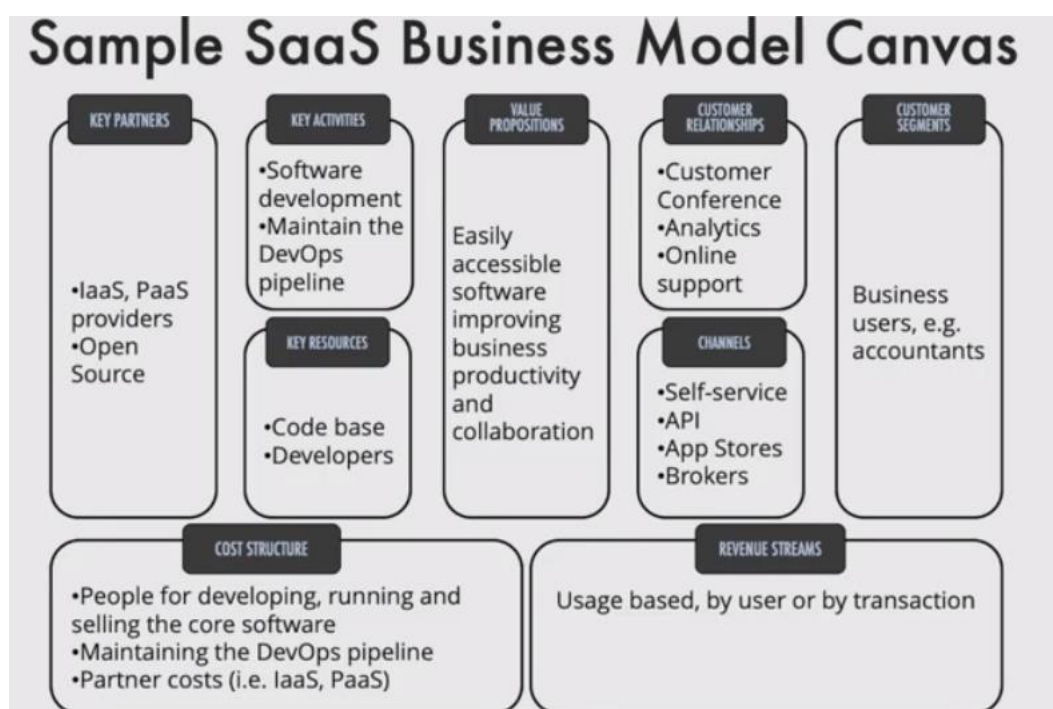 Sample SaaS Business Model Canvas
KEY PARTNERS
•IaaS, PaaS
providers
•Open
Source
KEY ACTIVITIES
•Software
development
•Maintain the
DevOps
pipeline
KEY RESOURCES
•Code base
•Developers
VALUE
PROPOSITIONS
Easily
accessible
software
improving
business
productivity
and
collaboration
CUSTOMER
RELATIONSHIPS
•Customer
Conference
•Analytics
•Online
support
CHANNELS
•Self-service
•API
•App Stores
•Brokers
CUSTOMER
SEGMENTS
Business
users, e.g.
accountants
COST STRUCTURE
•People for developing, running and
selling the core software
•Maintaining the DevOps pipeline
•Partner costs (i.e. IaaS, PaaS)
REVENUE STREAMS
Usage based, by user or by transaction